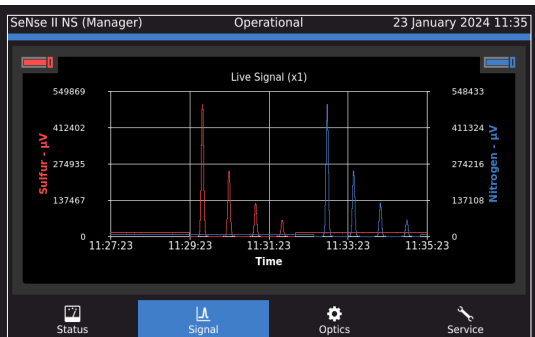 SeNse II NS (Manager) Operational 23 January 2024 11:35
Live Signal (x1)
549869 548433
412402 411324
274935 274216
137467 137108
0 0
Sulfur - µV
Nitrogen - µV
11:27:23 11:29:23 11:31:23 11:33:23 11:35:23
Time
Status Signal Optics Service